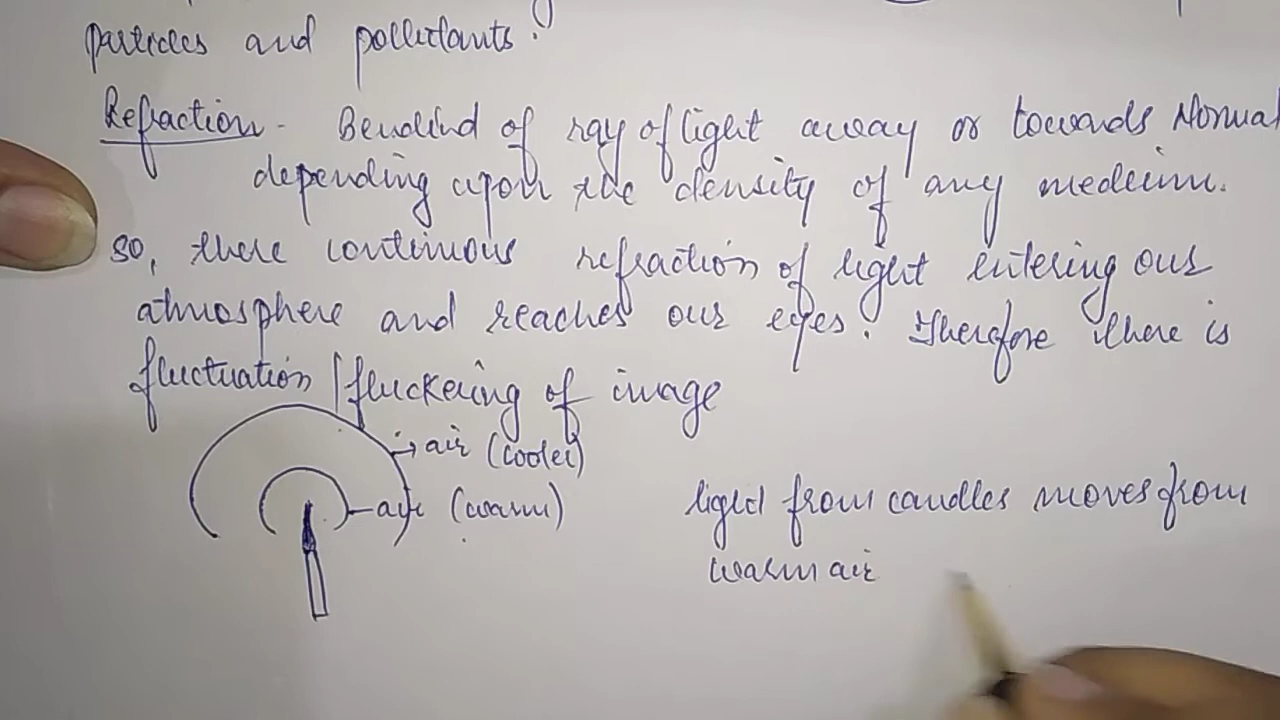 particles and pollutants.
Refraction - Bendind of ray of light away or towards Normal
depending upon the density of any medium.
So, there continuous refraction of light entering our
atmosphere and reaches our eyes. Therefore there is
fluctuation / fluckering of image
→ air (cooler)
air (warm)
light from candles moves from
warm air